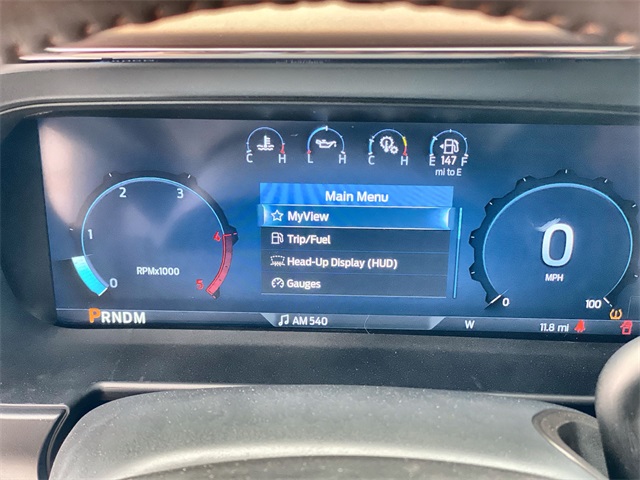 C H L H C H E 147 F
mi to E
Main Menu
MyView
Trip/Fuel
Head-Up Display (HUD)
Gauges
0 1 2 3 4 5
RPMx1000
0
MPH
0 100
PRNDM
AM 540
W
11.8 mi